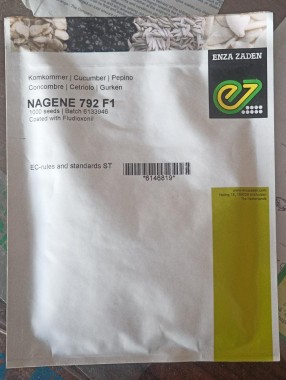 ENZA ZADEN
Komkommer | Cucumber | Pepino
Concombre | Cetriolo | Gurken
NAGENE 792 F1
1000 seeds | Batch 6133946
Coated with Fludioxonil
EC-rules and standards ST
*6146819*